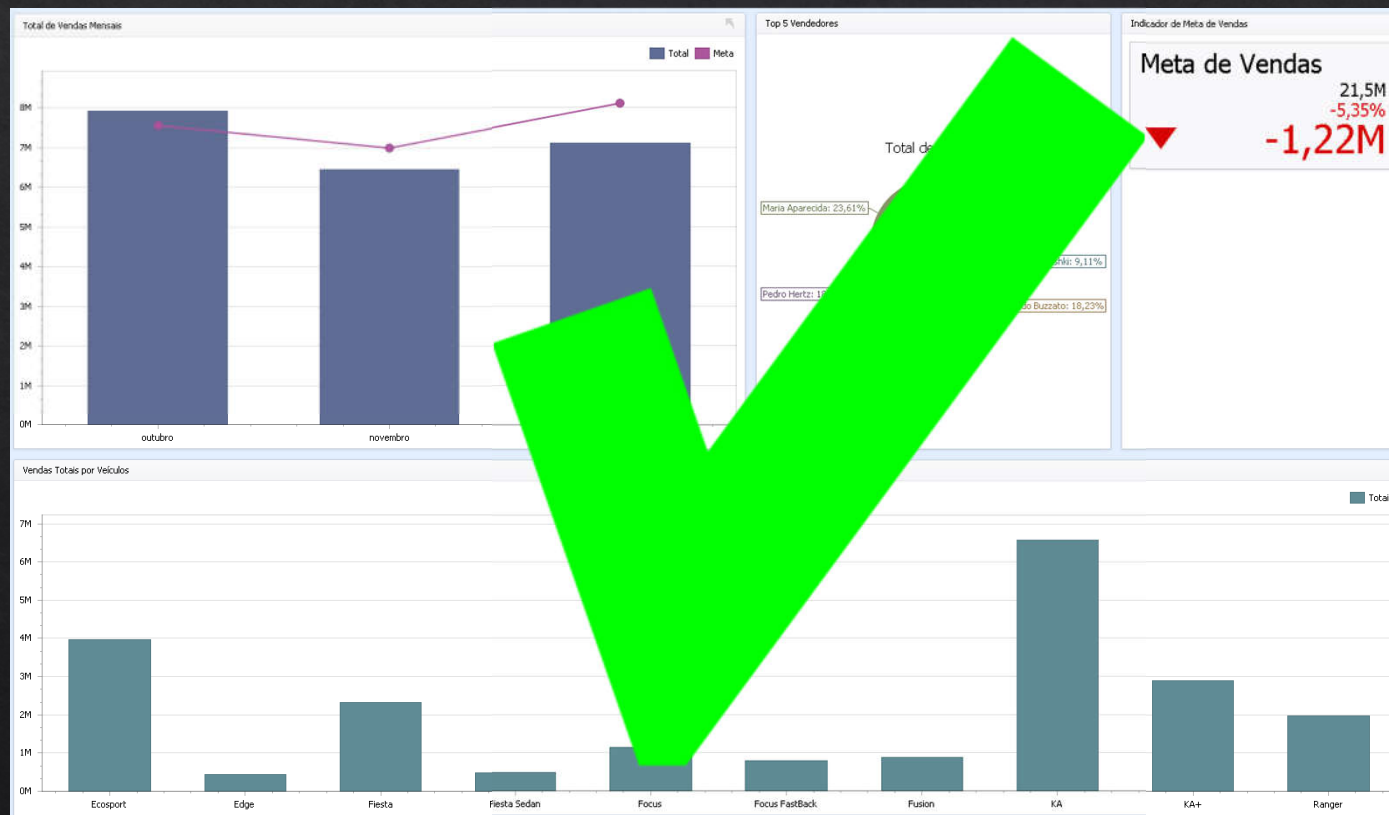 Total de Vendas Mensais
Total Meta
8M
7M
6M
5M
4M
3M
2M
1M
0M
outubro
novembro
Top 5 Vendedores
Total de
Maria Aparecida: 23,61%
9,11%
Pedro Hertz:
Buzzato: 18,23%
Indicador de Meta de Vendas
Meta de Vendas
21,5M
-5,35%
-1,22M
Vendas Totais por Veículos
Totai
7M
6M
5M
4M
3M
2M
1M
0M
Ecosport Edge Fiesta Fiesta Sedan Focus Focus FastBack Fusion KA KA+ Ranger